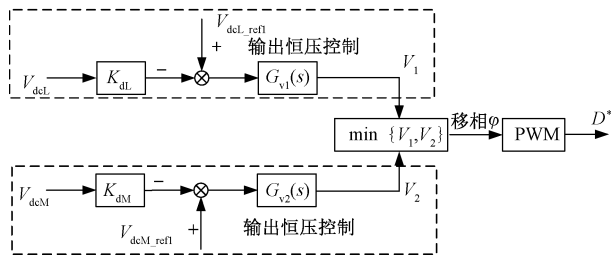 V_dcL_ref1
+ 输出恒压控制
V_dcL K_dL − G_v1(s) V_1
min {V_1,V_2} 移相φ PWM D*
V_dcM K_dM − G_v2(s) V_2
+ 输出恒压控制
V_dcM_ref1